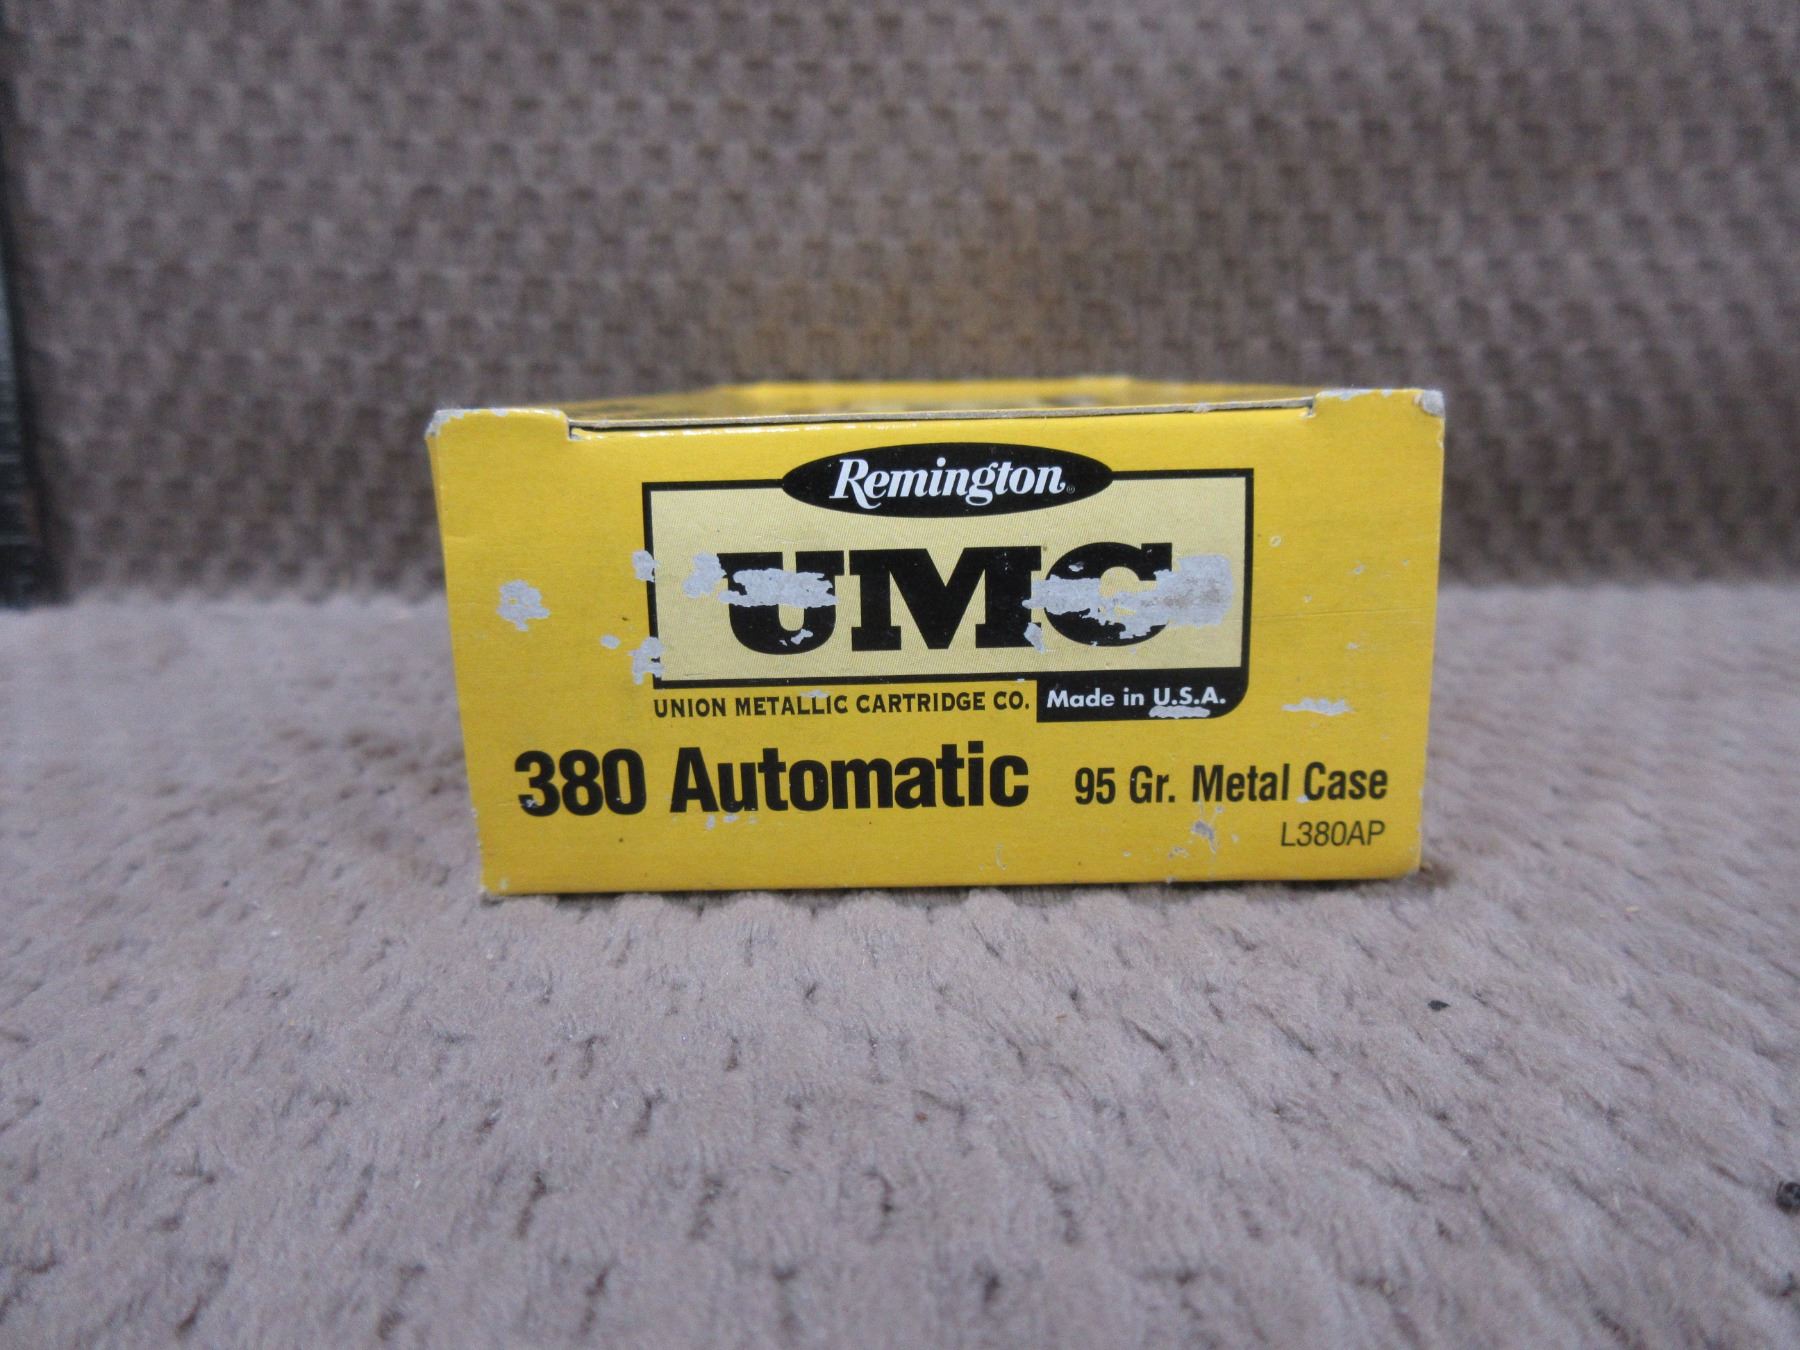 Remington®
UMC
UNION METALLIC CARTRIDGE CO.
Made in U.S.A.
380 Automatic
95 Gr. Metal Case
L380AP